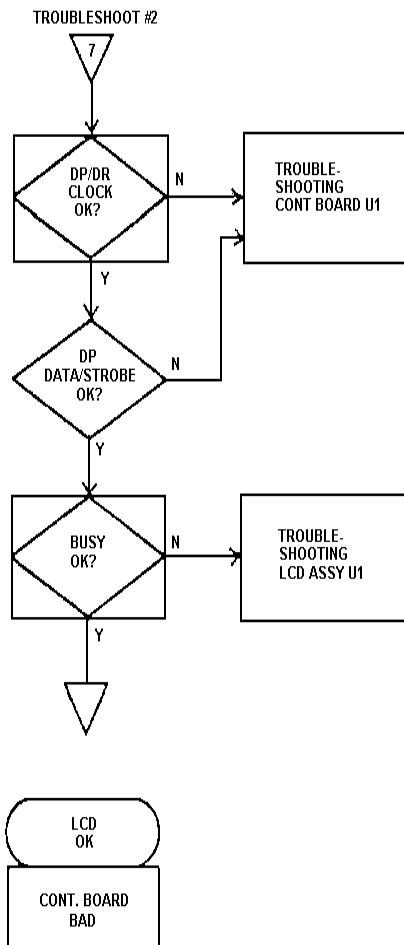 TROUBLESHOOT #2
7
DP/DR
CLOCK
OK?
N
TROUBLE-
SHOOTING
CONT BOARD U1
Y
DP
DATA/STROBE
OK?
N
Y
BUSY
OK?
N
TROUBLE-
SHOOTING
LCD ASSY U1
Y
LCD
OK
CONT. BOARD
BAD